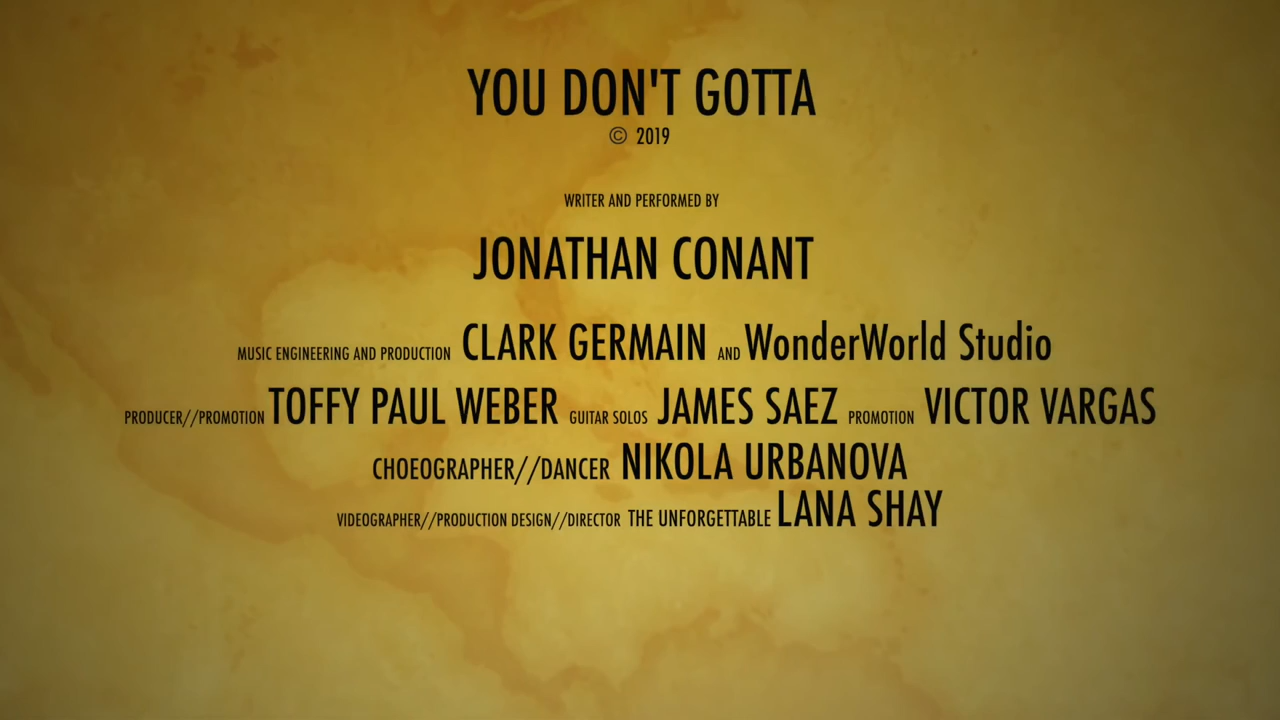 YOU DON'T GOTTA
© 2019
WRITER AND PERFORMED BY
JONATHAN CONANT
MUSIC ENGINEERING AND PRODUCTION CLARK GERMAIN AND WonderWorld Studio
PRODUCER//PROMOTION TOFFY PAUL WEBER GUITAR SOLOS JAMES SAEZ PROMOTION VICTOR VARGAS
CHOEOGRAPHER//DANCER NIKOLA URBANOVA
VIDEOGRAPHER//PRODUCTION DESIGN//DIRECTOR THE UNFORGETTABLE LANA SHAY